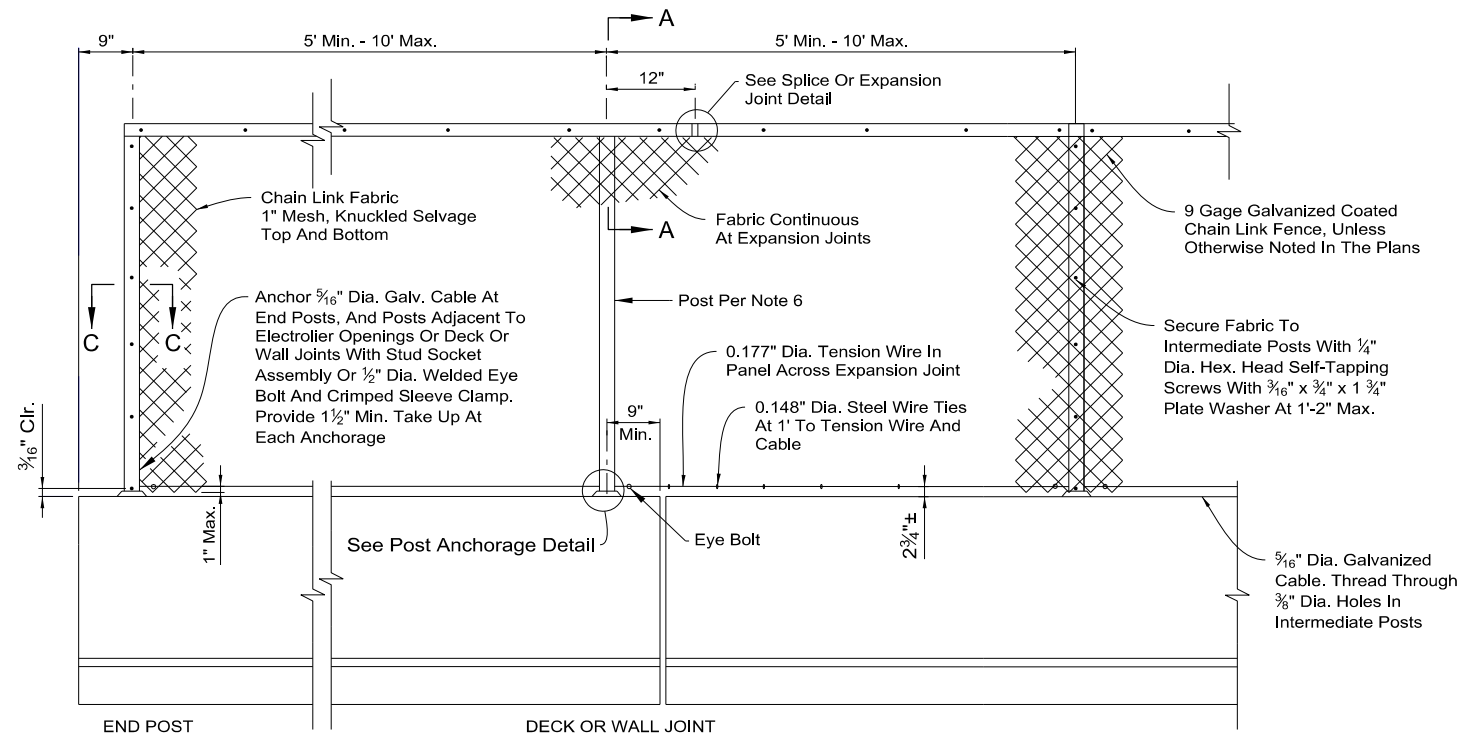 A
9"
5' Min. - 10' Max.
5' Min. - 10' Max.
12"
See Splice Or Expansion
Joint Detail
Chain Link Fabric
1" Mesh, Knuckled Selvage
Top And Bottom
Fabric Continuous
At Expansion Joints
A
9 Gage Galvanized Coated
Chain Link Fence, Unless
Otherwise Noted In The Plans
C
C
Anchor 5/16" Dia. Galv. Cable At
End Posts, And Posts Adjacent To
Electrolier Openings Or Deck Or
Wall Joints With Stud Socket
Assembly Or 1/2" Dia. Welded Eye
Bolt And Crimped Sleeve Clamp.
Provide 1 1/2" Min. Take Up At
Each Anchorage
Post Per Note 6
0.177" Dia. Tension Wire In
Panel Across Expansion Joint
0.148" Dia. Steel Wire Ties
At 1' To Tension Wire And
Cable
9"
Min.
Secure Fabric To
Intermediate Posts With 1/4"
Dia. Hex. Head Self-Tapping
Screws With 3/16" x 3/4" x 1 3/4"
Plate Washer At 1'-2" Max.
3/16" Clr.
1" Max.
See Post Anchorage Detail
Eye Bolt
2 3/4"±
5/16" Dia. Galvanized
Cable. Thread Through
3/8" Dia. Holes In
Intermediate Posts
END POST
DECK OR WALL JOINT